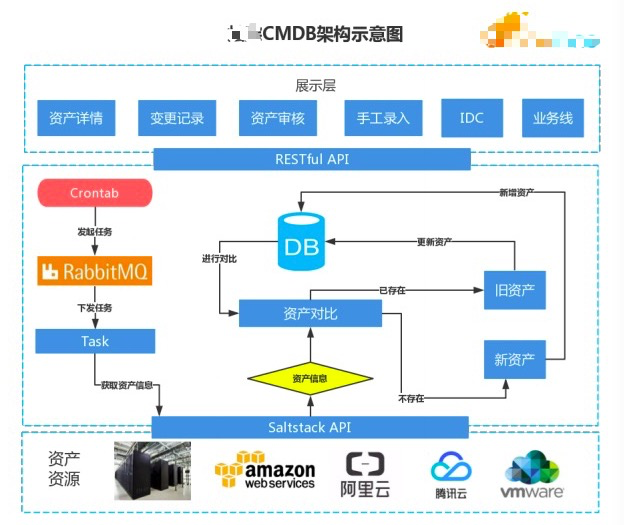 CMDB架构示意图
展示层
资产详情
变更记录
资产审核
手工录入
IDC
业务线
RESTful API
Crontab
发起任务
RabbitMQ
下发任务
Task
获取资产信息
DB
进行对比
新增资产
更新资产
已存在
旧资产
资产对比
新资产
资产信息
不存在
Saltstack API
资产
资源
amazon
webservices
阿里云
腾讯云
vmware